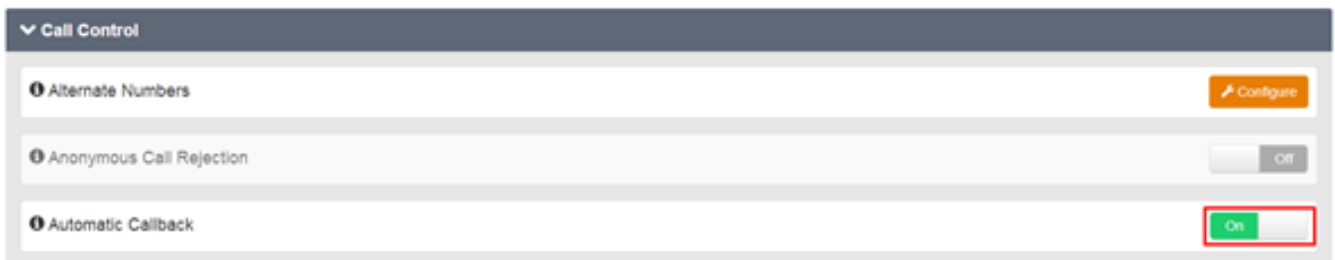 Call Control
Alternate Numbers
Configure
Anonymous Call Rejection
Off
Automatic Callback
On